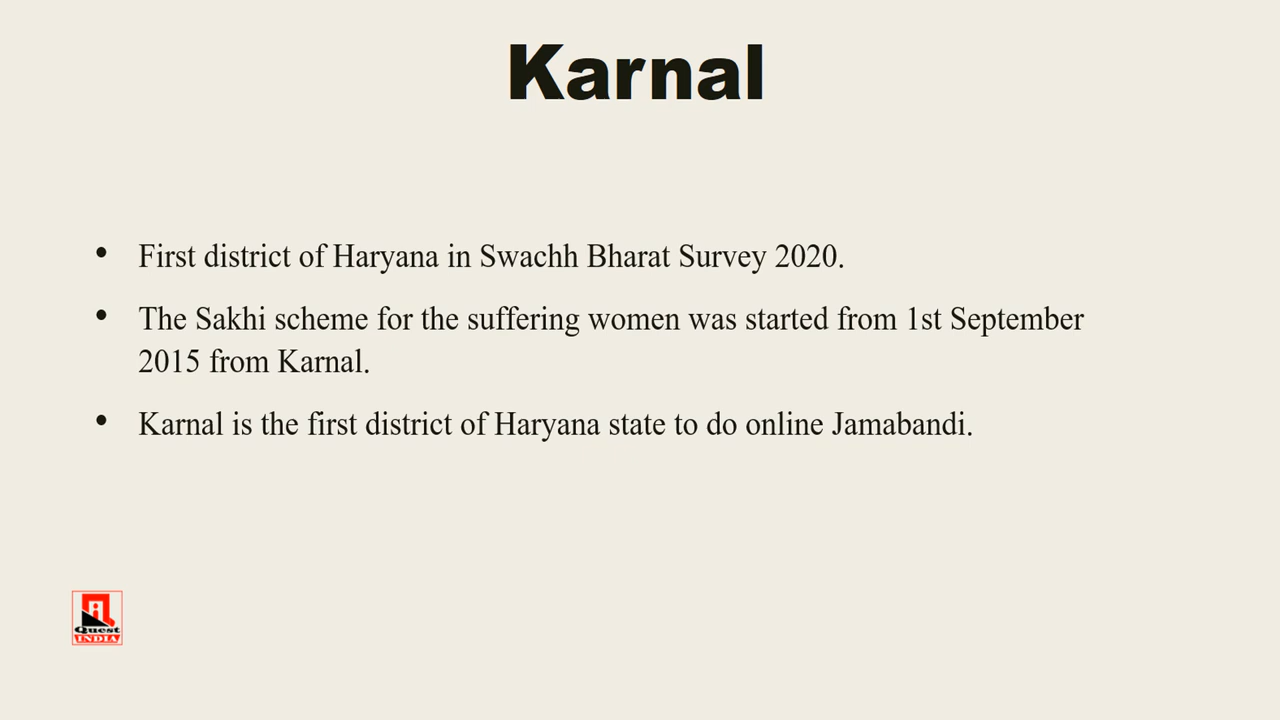 Karnal
• First district of Haryana in Swachh Bharat Survey 2020.
• The Sakhi scheme for the suffering women was started from 1st September
2015 from Karnal.
• Karnal is the first district of Haryana state to do online Jamabandi.
Quest
INDIA